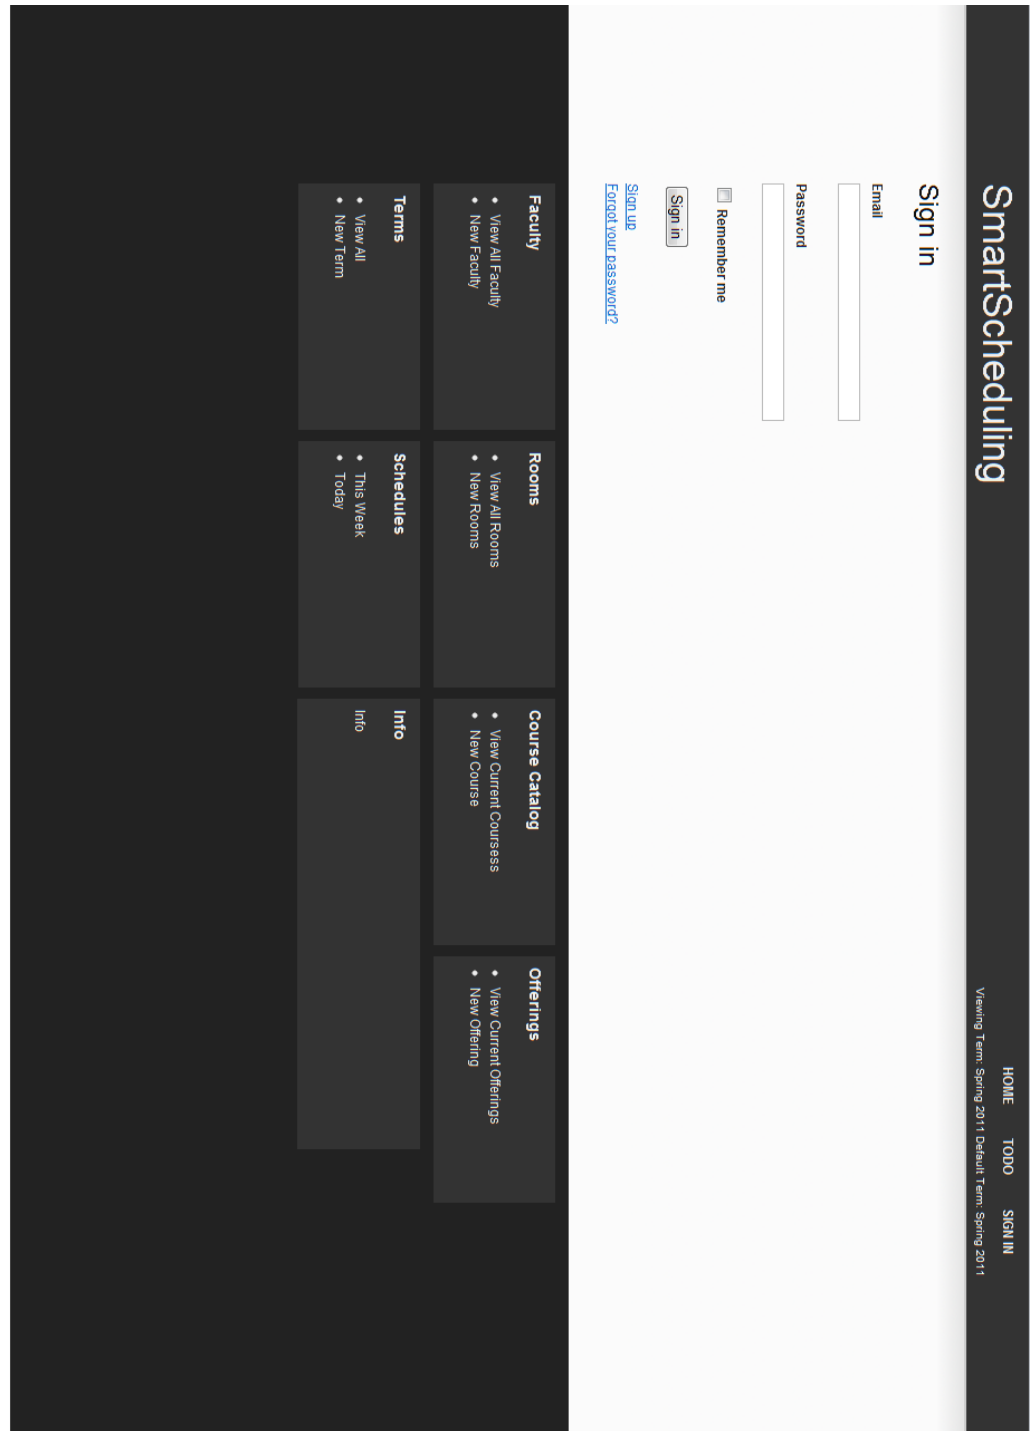 SmartScheduling
HOME TODO SIGN IN
Viewing Term: Spring 2011 Default Term: Spring 2011
Sign in
Email
Password
Remember me
Sign in
Sign up
Forgot your password?
Faculty
• View All Faculty
• New Faculty
Rooms
• View All Rooms
• New Rooms
Course Catalog
• View Current Coursess
• New Course
Offerings
• View Current Offerings
• New Offering
Terms
• View All
• New Term
Schedules
• This Week
• Today
Info
Info